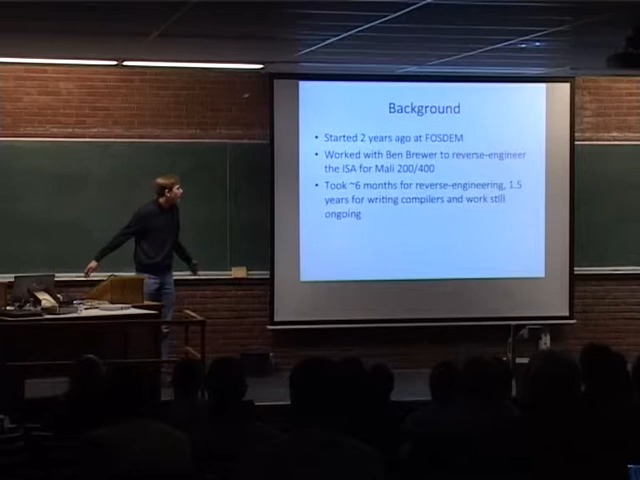 Background
• Started 2 years ago at FOSDEM
• Worked with Ben Brewer to reverse-engineer
the ISA for Mali 200/400
• Took ~6 months for reverse-engineering, 1.5
years for writing compilers and work still
ongoing